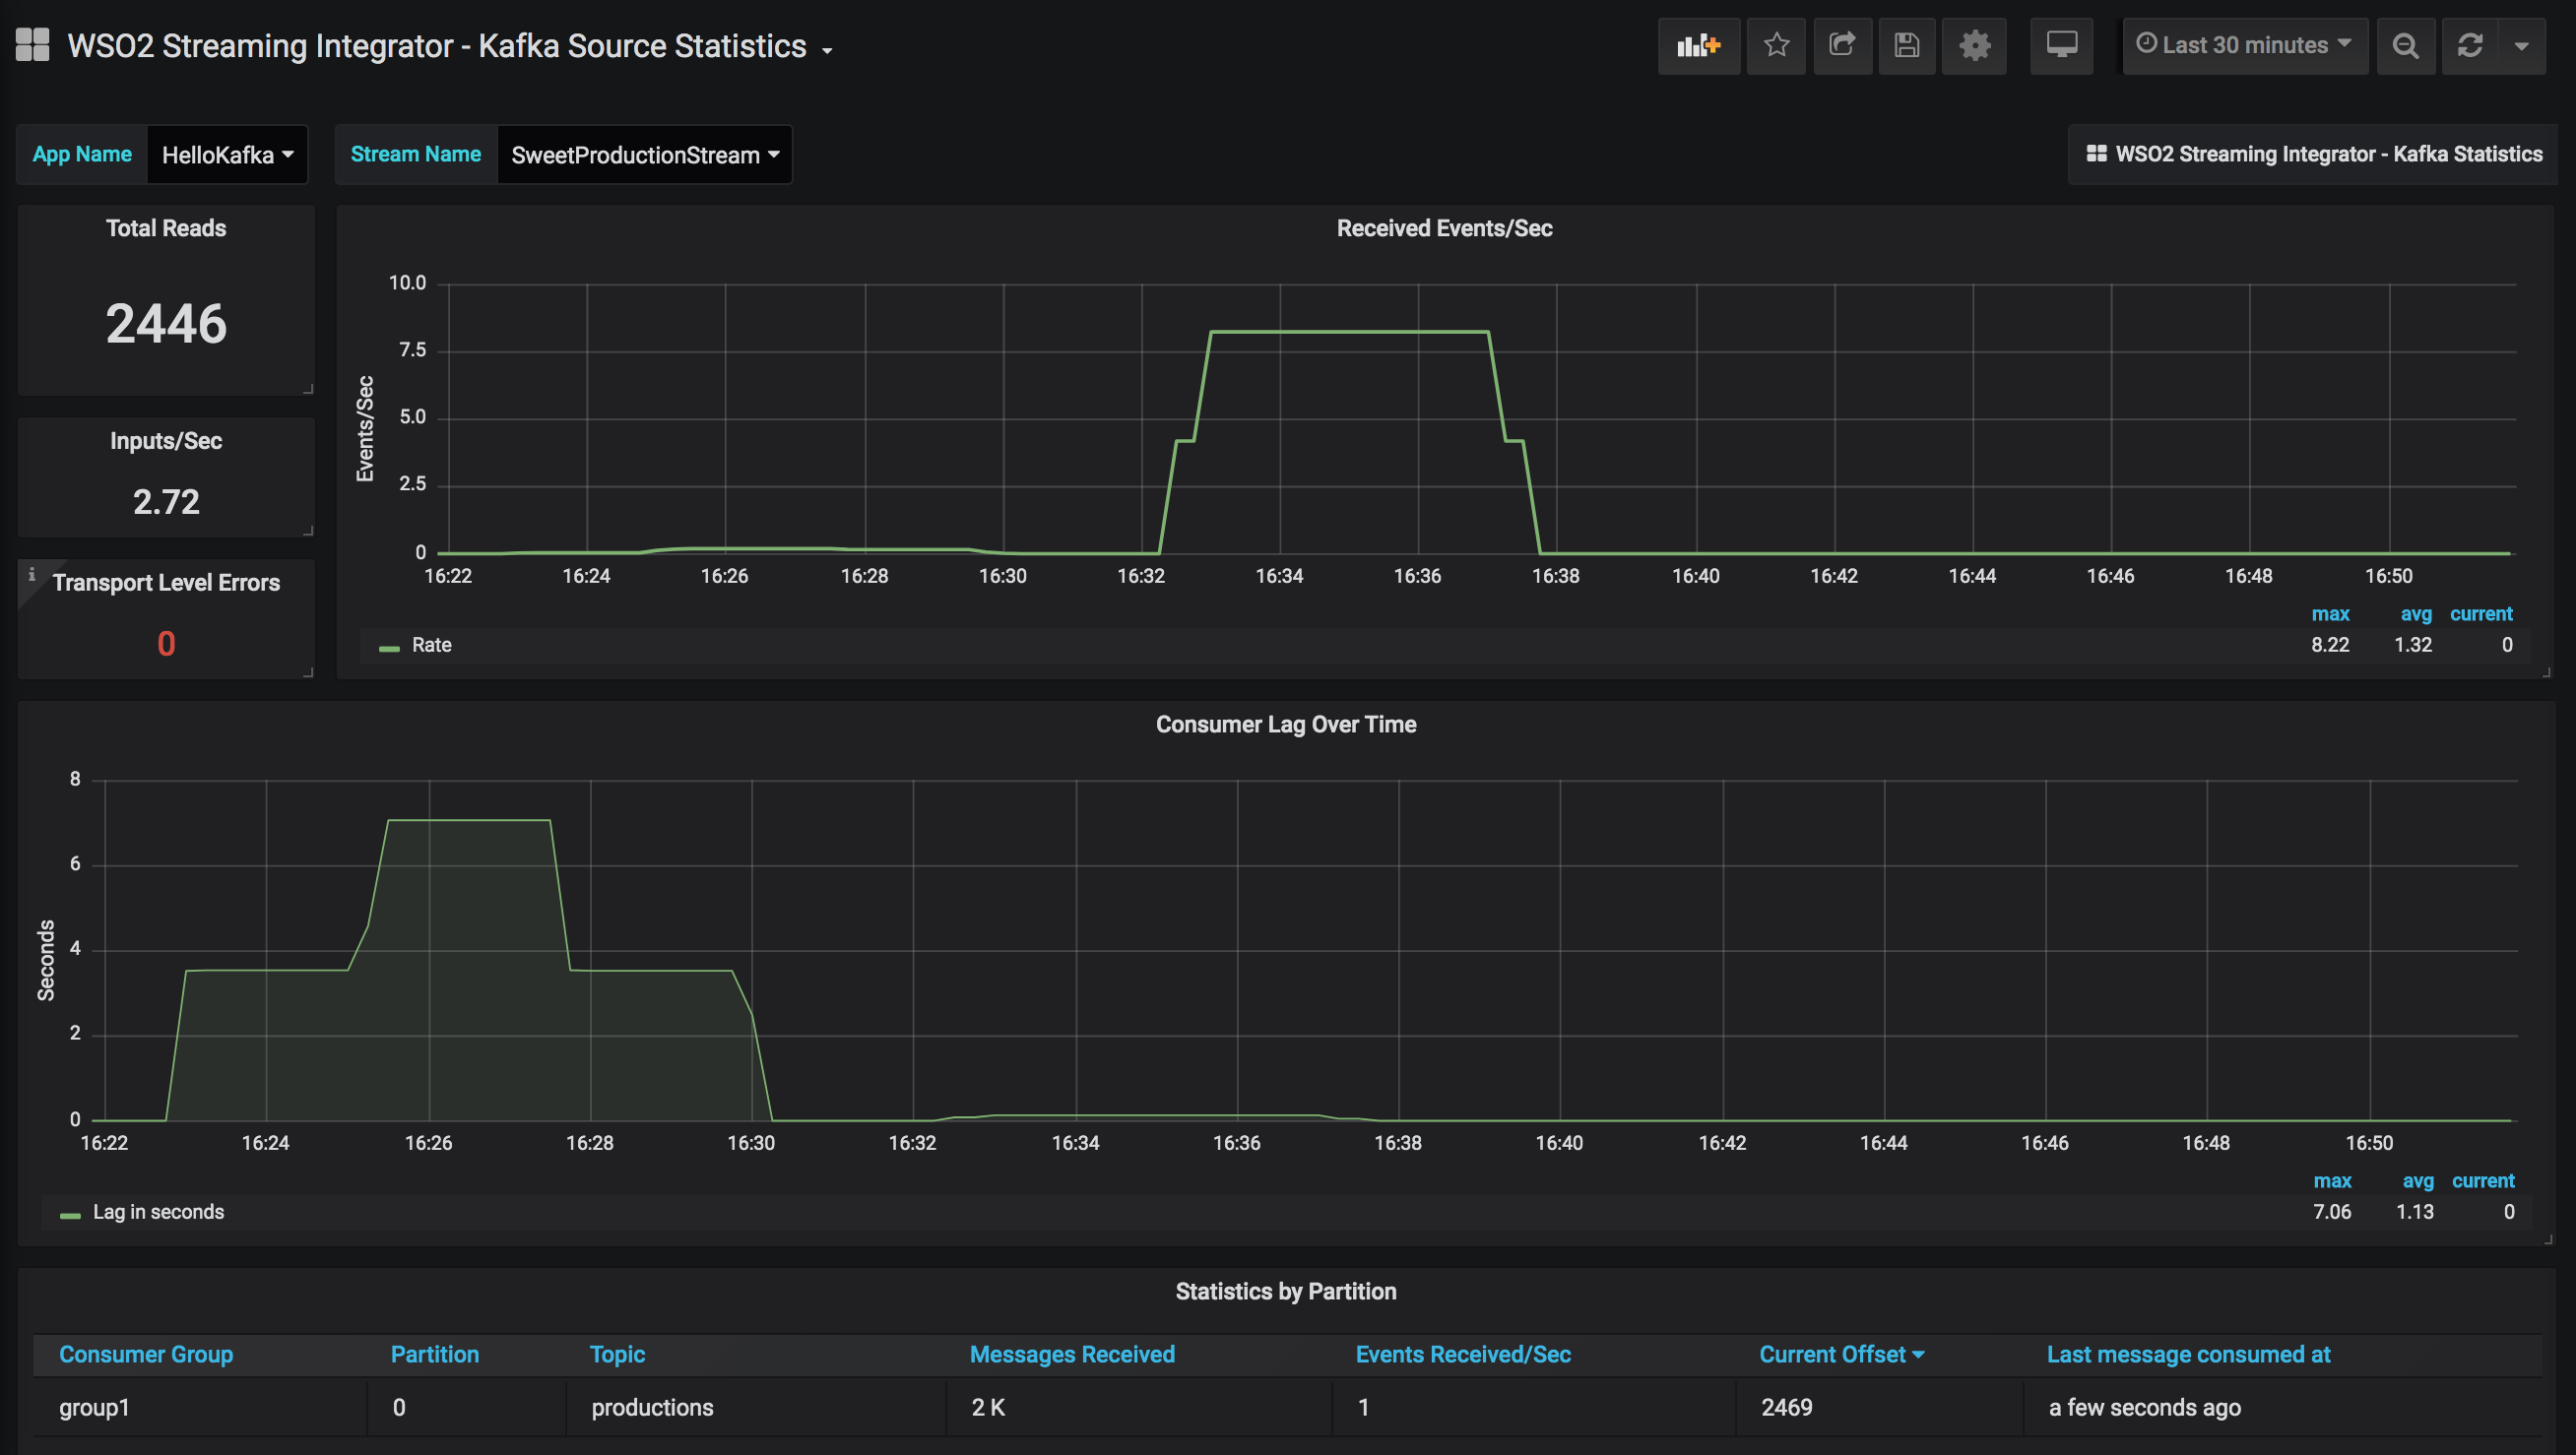 WSO2 Streaming Integrator - Kafka Source Statistics
Last 30 minutes
App Name HelloKafka
Stream Name SweetProductionStream
WSO2 Streaming Integrator - Kafka Statistics
Total Reads
2446
Inputs/Sec
2.72
i
Transport Level Errors
0
Received Events/Sec
Events/Sec
10.0
7.5
5.0
2.5
0
16:22 16:24 16:26 16:28 16:30 16:32 16:34 16:36 16:38 16:40 16:42 16:44 16:46 16:48 16:50
max avg current
Rate 8.22 1.32 0
Consumer Lag Over Time
Seconds
8
6
4
2
0
16:22 16:24 16:26 16:28 16:30 16:32 16:34 16:36 16:38 16:40 16:42 16:44 16:46 16:48 16:50
max avg current
Lag in seconds 7.06 1.13 0
Statistics by Partition
Consumer Group Partition Topic Messages Received Events Received/Sec Current Offset Last message consumed at
group1 0 productions 2 K 1 2469 a few seconds ago